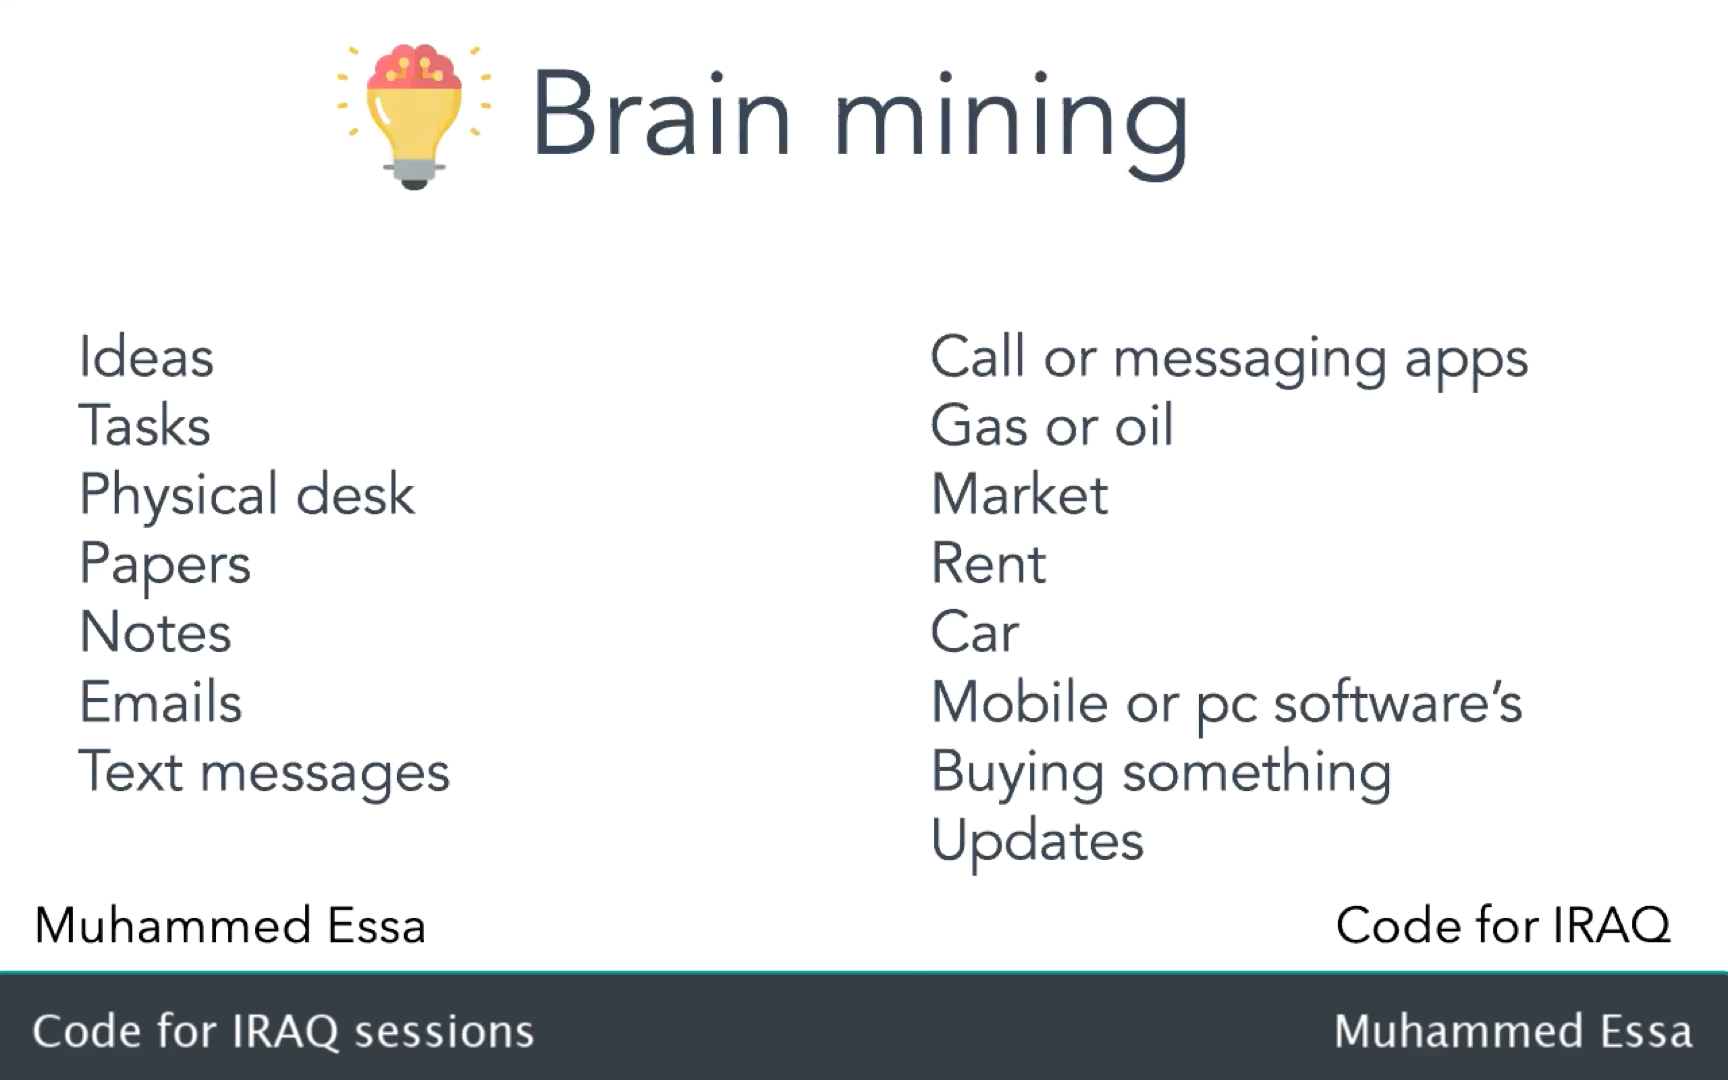 Brain mining
Ideas
Tasks
Physical desk
Papers
Notes
Emails
Text messages
Call or messaging apps
Gas or oil
Market
Rent
Car
Mobile or pc software’s
Buying something
Updates
Muhammed Essa
Code for IRAQ
Code for IRAQ sessions
Muhammed Essa